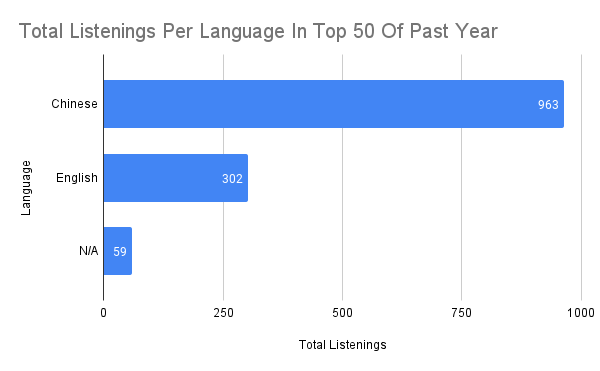 Total Listenings Per Language In Top 50 Of Past Year
Language
Chinese
963
English
302
N/A
59
0
250
500
750
1000
Total Listenings